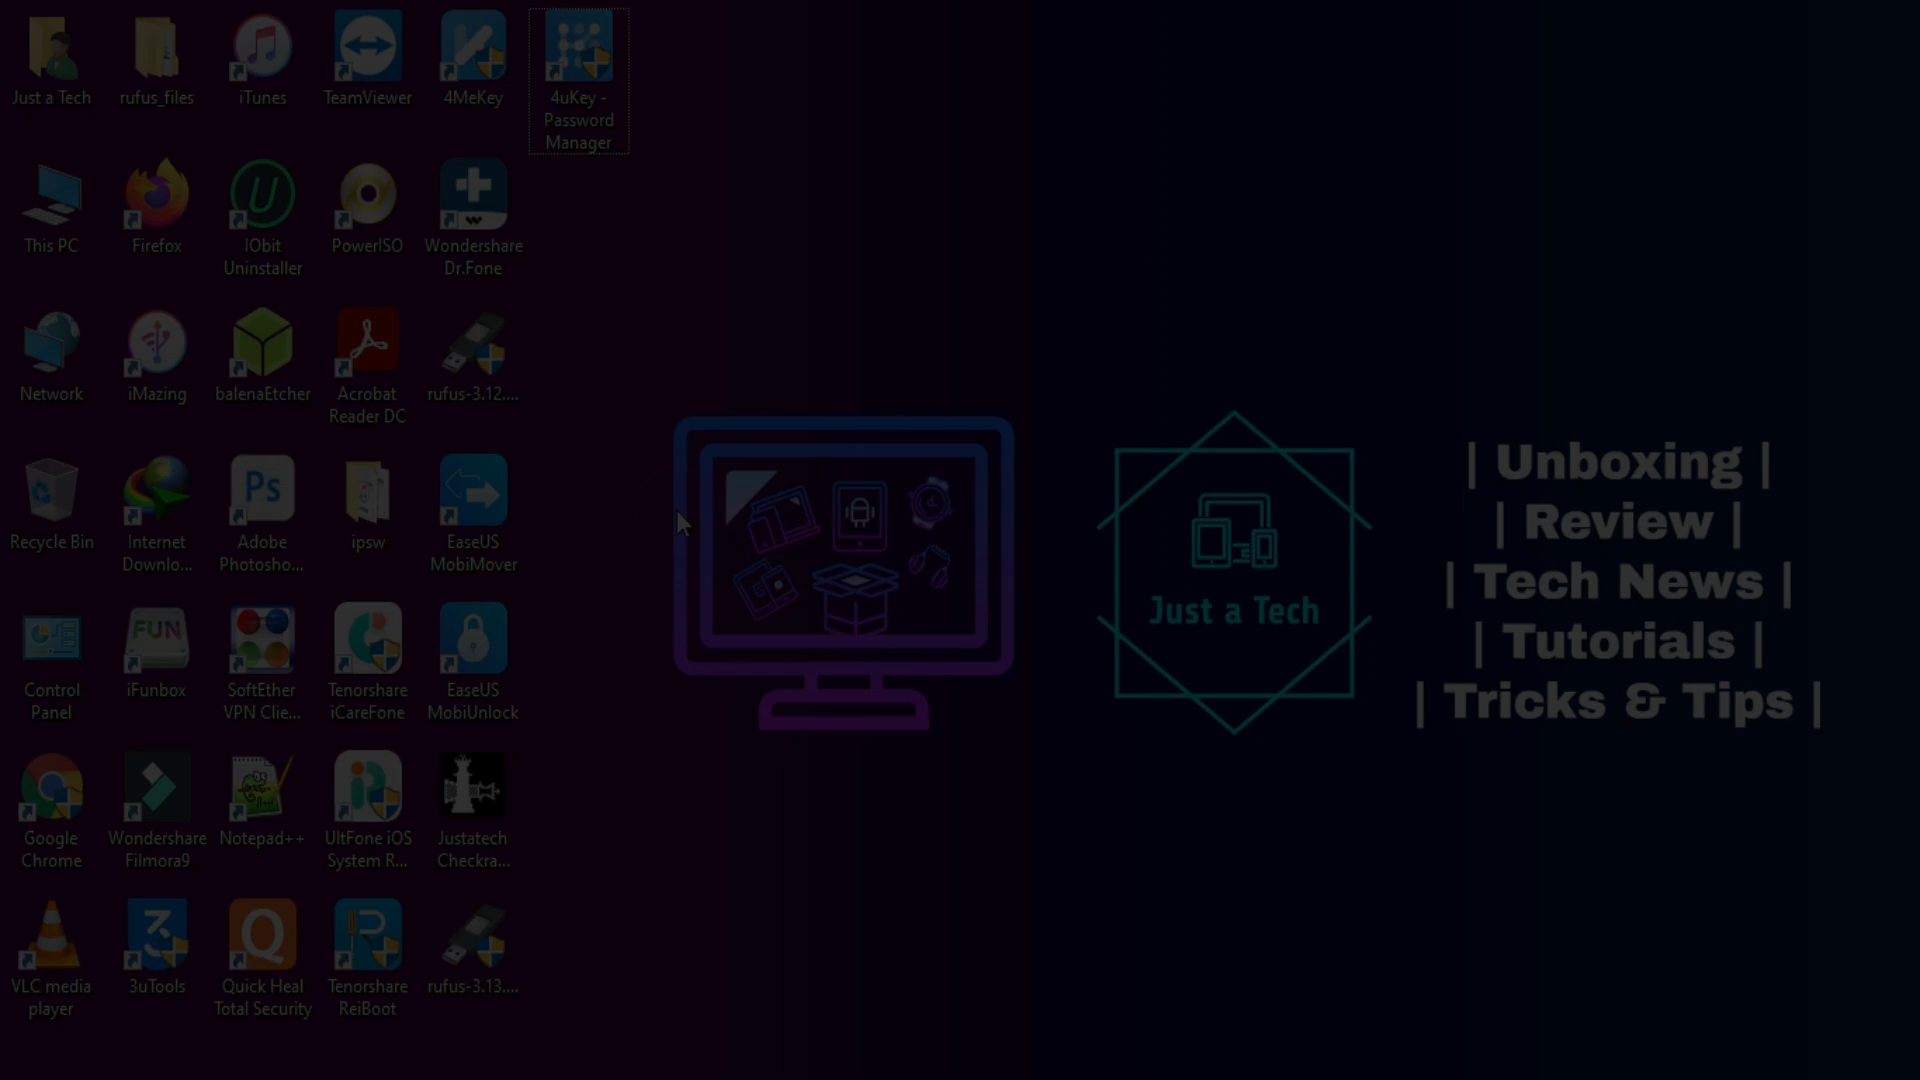 Just a Tech
rufus_files
iTunes
TeamViewer
4MeKey
4uKey -
Password
Manager
This PC
Firefox
IObit
Uninstaller
PowerISO
Wondershare
Dr.Fone
Network
iMazing
balenaEtcher
Acrobat
Reader DC
rufus-3.12....
Recycle Bin
Internet
Downlo...
Ps
Adobe
Photosho...
ipsw
EaseUS
MobiMover
Control
Panel
FUN
iFunbox
SoftEther
VPN Clie...
Tenorshare
iCareFone
EaseUS
MobiUnlock
Google
Chrome
Wondershare
Filmora9
Notepad++
UltFone iOS
System R...
Justatech
Checkra...
VLC media
player
3uTools
Quick Heal
Total Security
Tenorshare
ReiBoot
rufus-3.13....
Just a Tech
| Unboxing |
| Review |
| Tech News |
| Tutorials |
| Tricks & Tips |